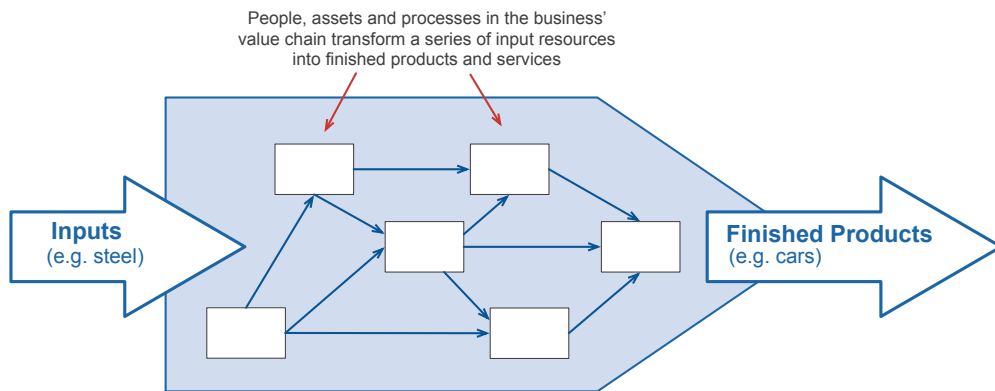 People, assets and processes in the business’
value chain transform a series of input resources
into finished products and services
Inputs
(e.g. steel)
Finished Products
(e.g. cars)